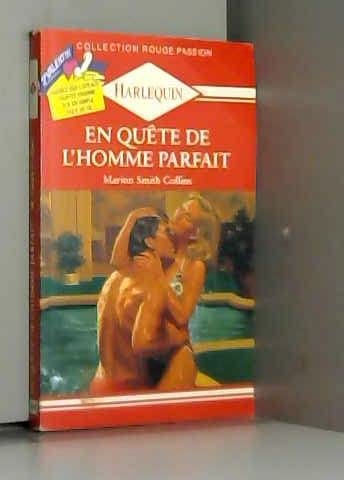 COLLECTION ROUGE PASSION
HARLEQUIN
EN QUÊTE DE
L'HOMME PARFAIT
Marion Smith Collins